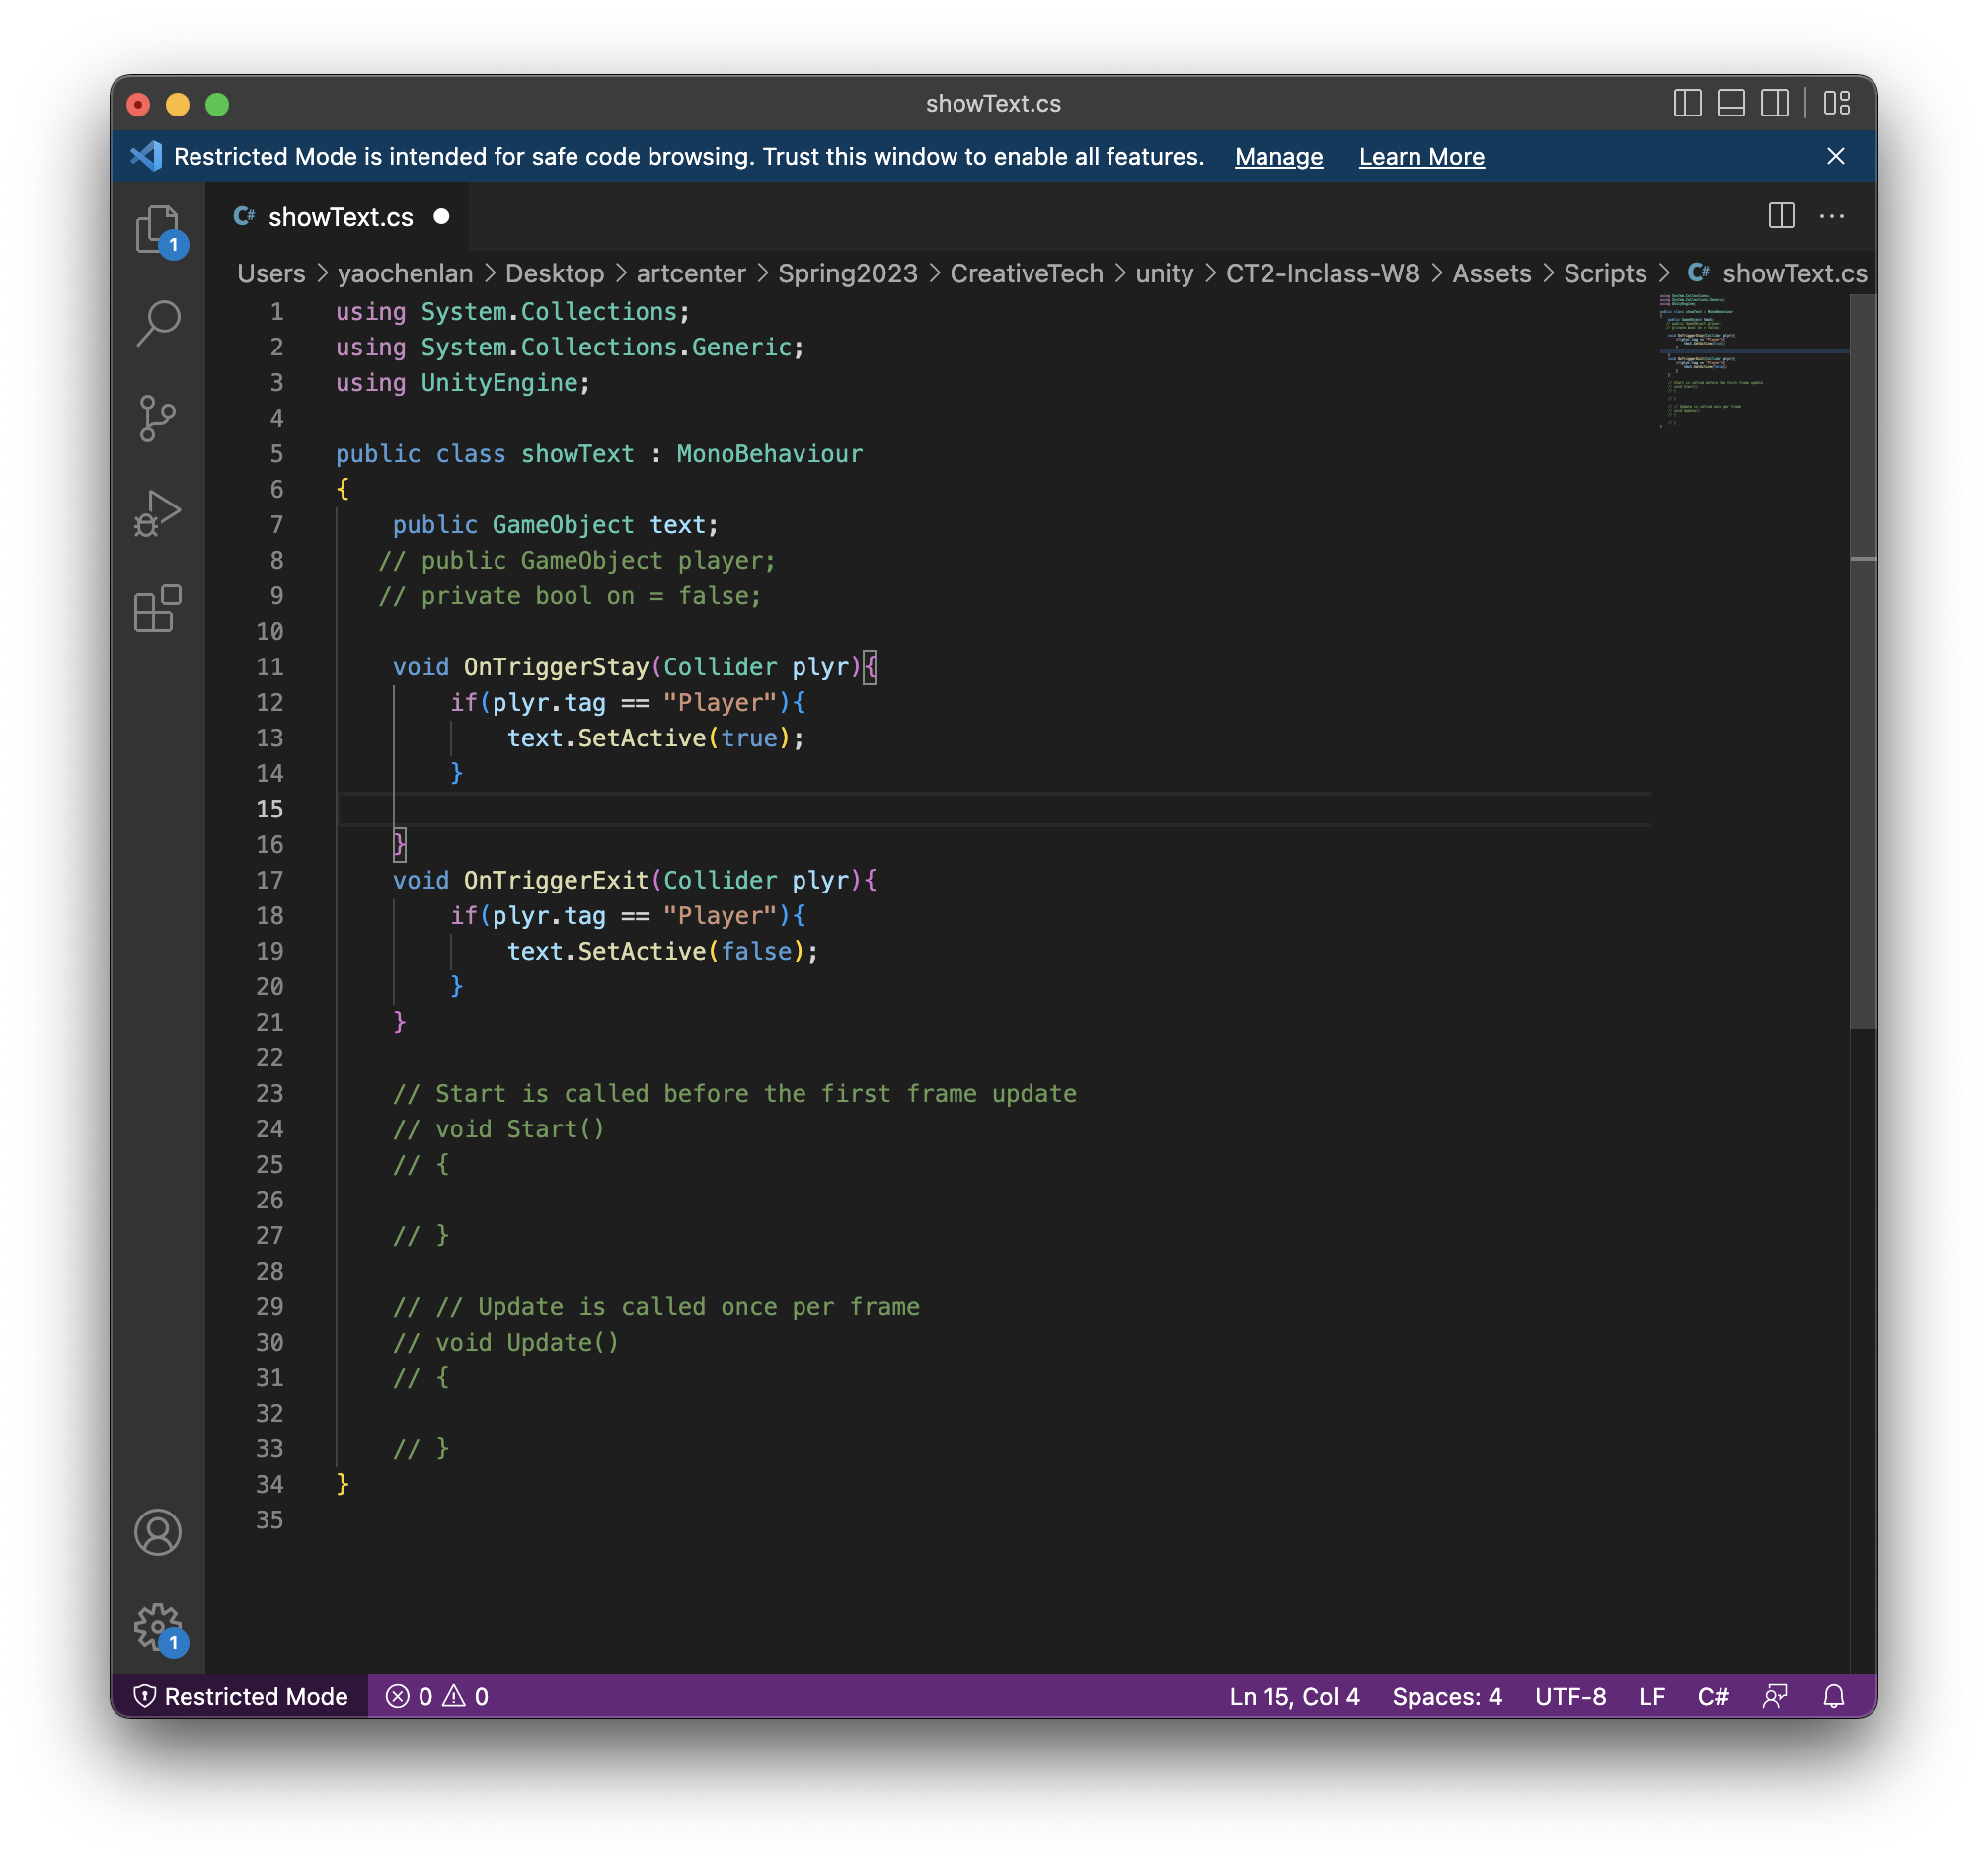 showText.cs
Restricted Mode is intended for safe code browsing. Trust this window to enable all features. Manage Learn More
C# showText.cs
1
Users > yaochenlan > Desktop > artcenter > Spring2023 > CreativeTech > unity > CT2-Inclass-W8 > Assets > Scripts > C# showText.cs
1 using System.Collections;
2 using System.Collections.Generic;
3 using UnityEngine;
4
5 public class showText : MonoBehaviour
6 {
7     public GameObject text;
8    // public GameObject player;
9    // private bool on = false;
10
11     void OnTriggerStay(Collider plyr){
12         if(plyr.tag == "Player"){
13             text.SetActive(true);
14         }
15
16     }
17     void OnTriggerExit(Collider plyr){
18         if(plyr.tag == "Player"){
19             text.SetActive(false);
20         }
21     }
22
23     // Start is called before the first frame update
24     // void Start()
25     // {
26
27     // }
28
29     // // Update is called once per frame
30     // void Update()
31     // {
32
33     // }
34 }
35
1
Restricted Mode 0 0 Ln 15, Col 4 Spaces: 4 UTF-8 LF C#